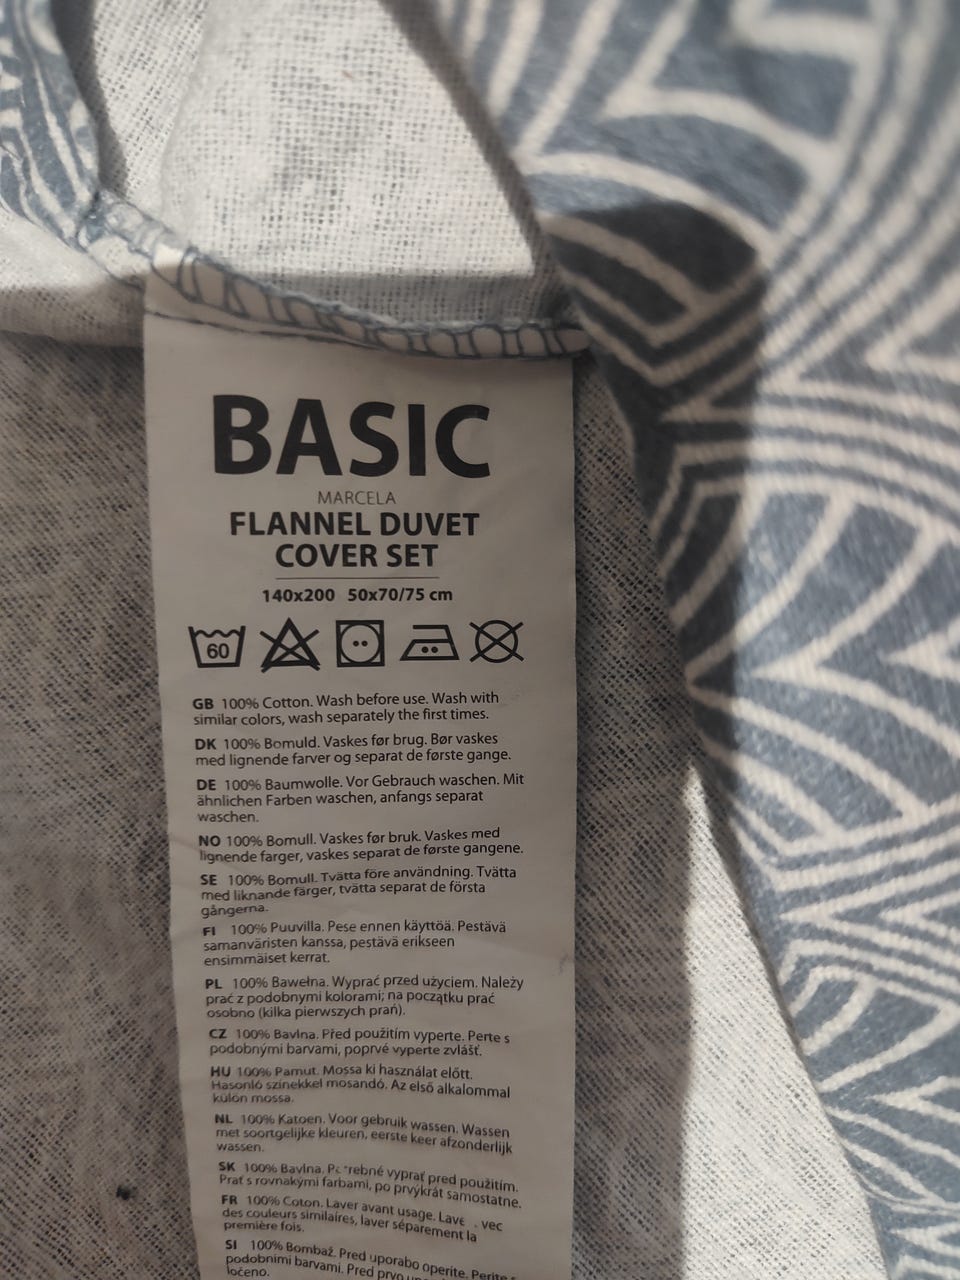 BASIC
MARCELA
FLANNEL DUVET
COVER SET
140x200 50x70/75 cm
60
GB 100% Cotton. Wash before use. Wash with
similar colors, wash separately the first times.
DK 100% Bomuld. Vaskes før brug. Bør vaskes
med lignende farver og separat de første gange.
DE 100% Baumwolle. Vor Gebrauch waschen. Mit
ähnlichen Farben waschen, anfangs separat
waschen.
NO 100% Bomull. Vaskes før bruk. Vaskes med
lignende farger, vaskes separat de første gangene.
SE 100% Bomull. Tvätta före användning. Tvätta
med liknande färger, tvätta separat de första
gångerna.
FI 100% Puuvilla. Pese ennen käyttöä. Pestävä
samanväristen kanssa, pestävä erikseen
ensimmäiset kerrat.
PL 100% Bawełna. Wyprać przed użyciem. Należy
prać z podobnymi kolorami; na początku prać
osobno (kilka pierwszych prań).
CZ 100% Bavlna. Před použitím vyperte. Perte s
podobnými barvami, poprvé vyperte zvlášť.
HU 100% Pamut. Mossa ki használat előtt.
Hasonló színekkel mosandó. Az első alkalommal
külön mossa.
NL 100% Katoen. Voor gebruik wassen. Wassen
met soortgelijke kleuren, eerste keer afzonderlijk
wassen.
SK 100% Bavlna. vyprať pred použitím.
Prať s rovnakými farbami, po prvýkrát samostatne.
FR 100% Coton. Laver avant usage.
des couleurs similaires, laver séparement la
première fois.
SI 100% Bombaž. Pred uporabo operite. Perite s
podobnimi barvami. Pred prvo
ločeno.